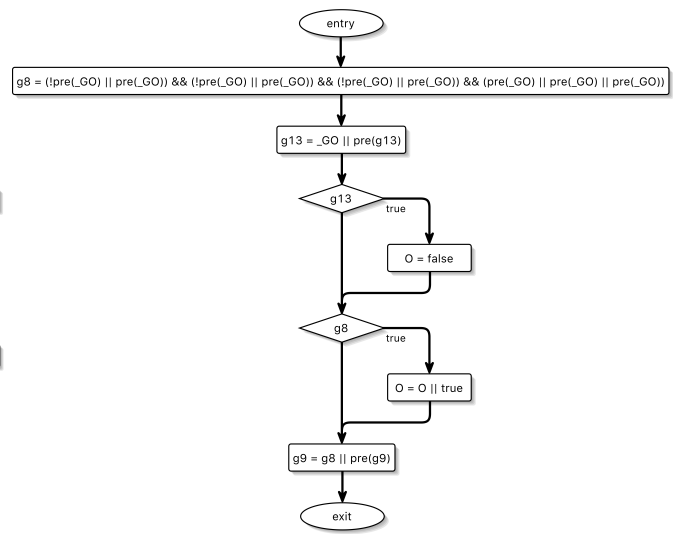 entry
g8 = (!pre(_GO) || pre(_GO)) && (!pre(_GO) || pre(_GO)) && (!pre(_GO) || pre(_GO)) && (pre(_GO) || pre(_GO) || pre(_GO))
g13 = _GO || pre(g13)
g13
true
O = false
g8
true
O = O || true
g9 = g8 || pre(g9)
exit